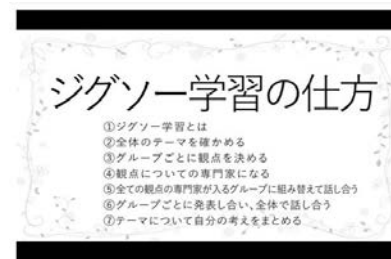 ジグソー学習の仕方
①ジグソー学習とは
②全体のテーマを確かめる
③グループごとに観点を決める
④観点についての専門家になる
⑤全ての観点の専門家が入るグループに組み替えて話し合う
⑥グループごとに発表し合い、全体で話し合う
⑦テーマについて自分の考えをまとめる